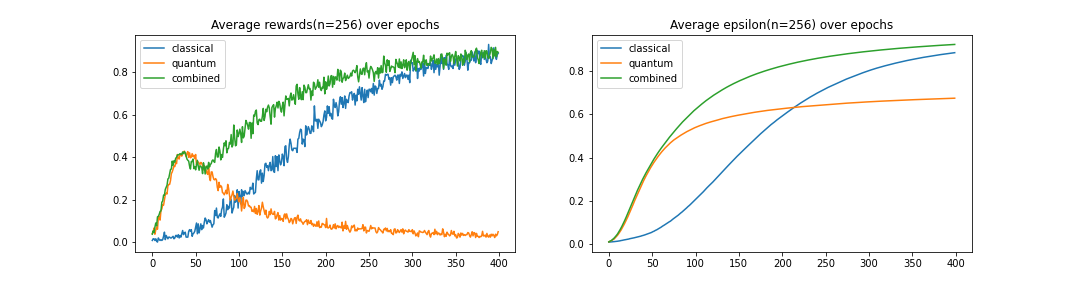 Average rewards(n=256) over epochs
classical
quantum
combined
0.8
0.6
0.4
0.2
0.0
0 50 100 150 200 250 300 350 400
Average epsilon(n=256) over epochs
classical
quantum
combined
0.8
0.6
0.4
0.2
0.0
0 50 100 150 200 250 300 350 400